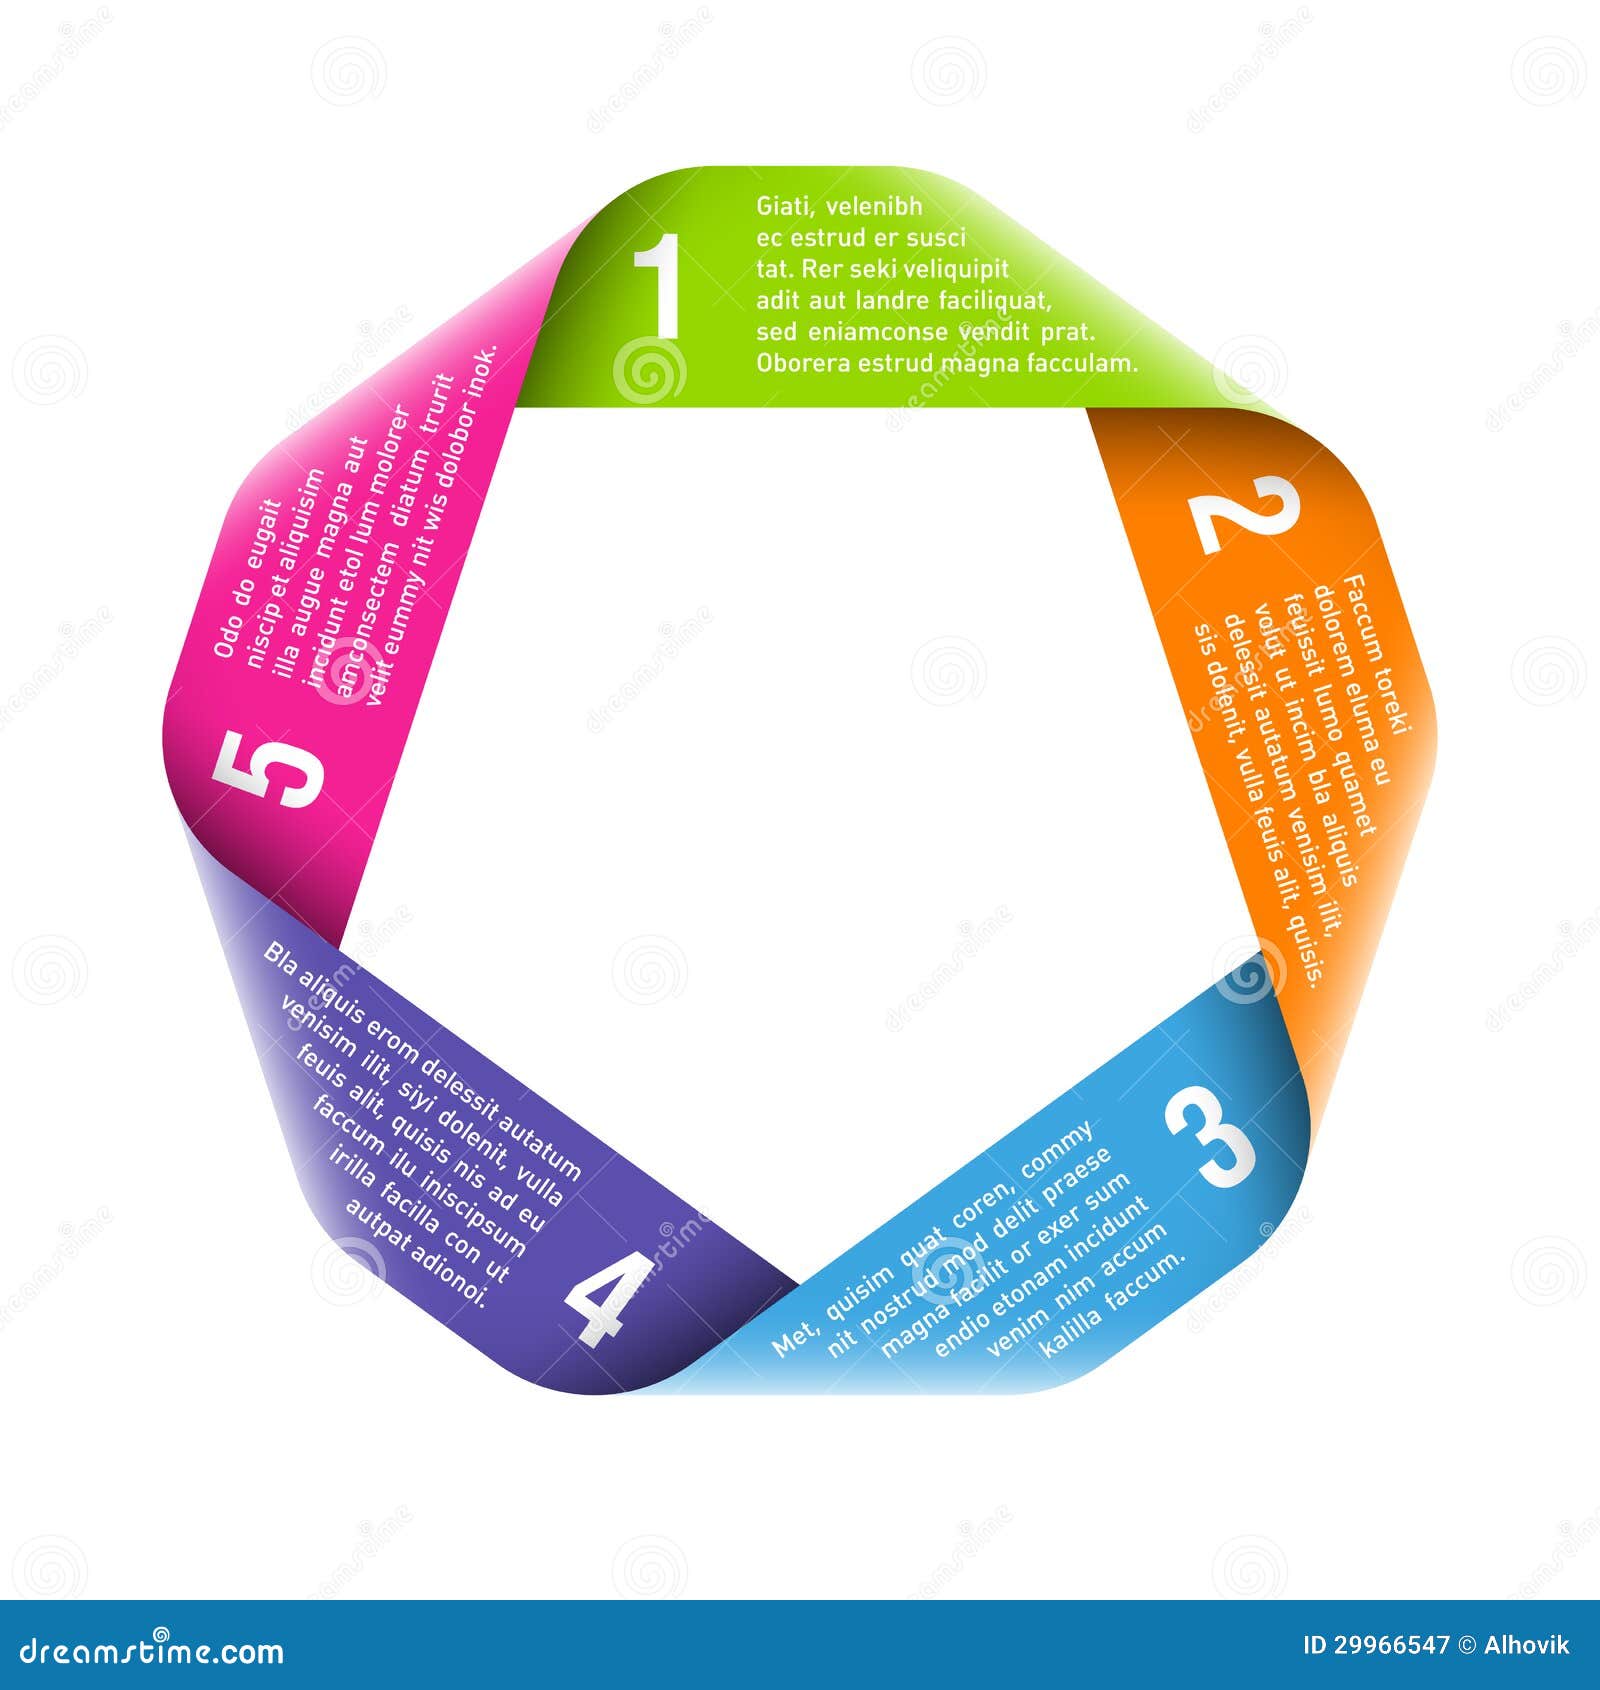 1
Giati, velenibh
ec estrud er susci
tat. Rer seki veliquipit
adit aut landre faciliquat,
sed eniamconse vendit prat.
Oborera estrud magna facculam.
2
Faccum toreki
dolorem eluma eu
feuissit lumo quamet
volut ut incim bla aliquis
delessit autatum venisim ilit,
sis dolenit, vulla feuis alit, quisis.
3
Met, quisim quat coren, commy
nit nostrud mod delit praese
magna facilit or exer sum
endio etonam incidunt
venim nim accum
kalilla faccum.
4
Bla aliquis erom delessit autatum
venisim ilit, siyi dolenit, vulla
feuis alit, quisis nis ad eu
faccum ilu iniscipsum
irilla facilla con ut
autpat adionoi.
5
Odo do eugait
niscip et aliquisim
illa augue magna aut
incidunt etol lum molorer
amconsectem diatum trurit
velit eummy nit wis dolobor inok.
dreamstime.com
ID 29966547 © Alhovik